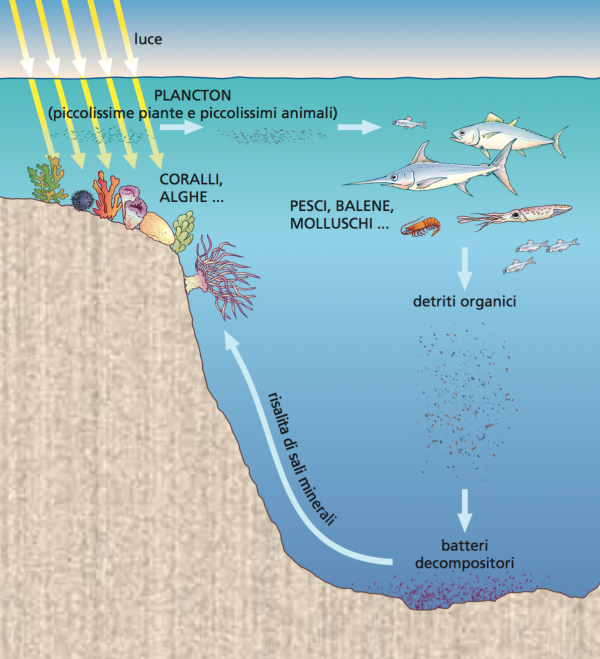 luce
PLANCTON
(piccolissime piante e piccolissimi animali)
CORALLI,
ALGHE ...
PESCI, BALENE,
MOLLUSCHI ...
detriti organici
risalita di sali minerali
batteri
decompositori